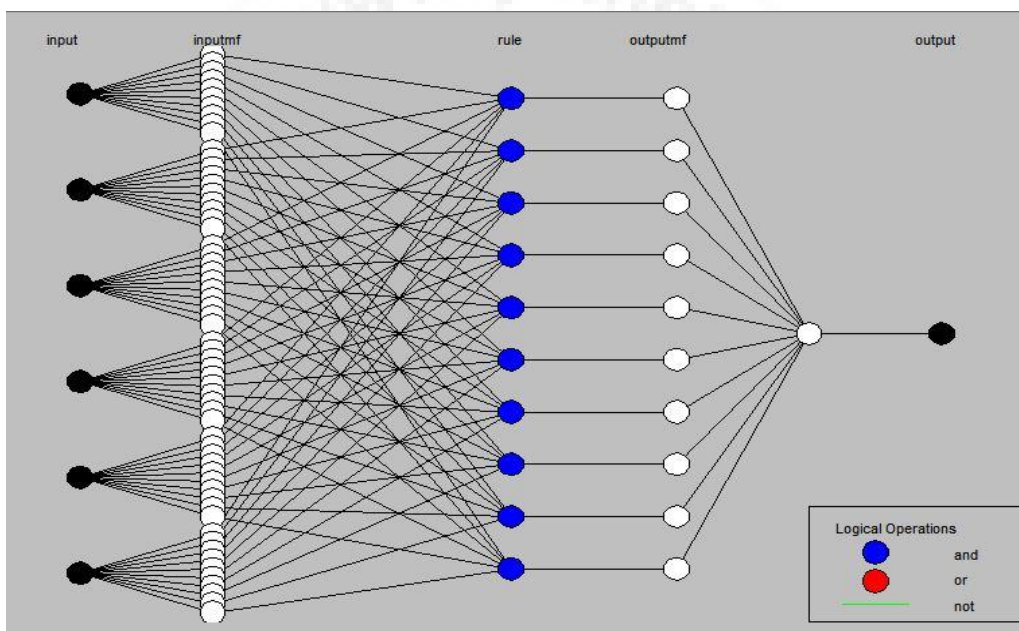 input
inputmf
rule
outputmf
output
Logical Operations
and
or
not